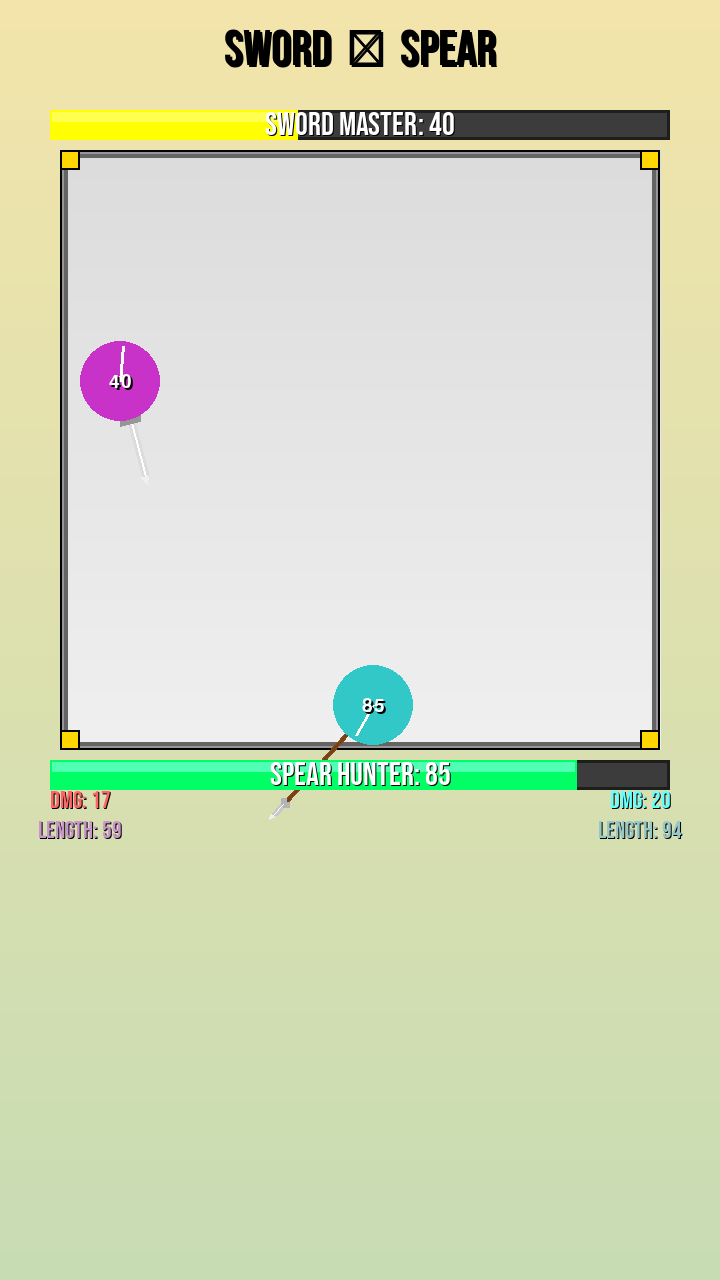 SWORD ☒ SPEAR
SWORD MASTER: 40
40
85
SPEAR HUNTER: 85
DMG: 17
DMG: 20
LENGTH: 59
LENGTH: 94